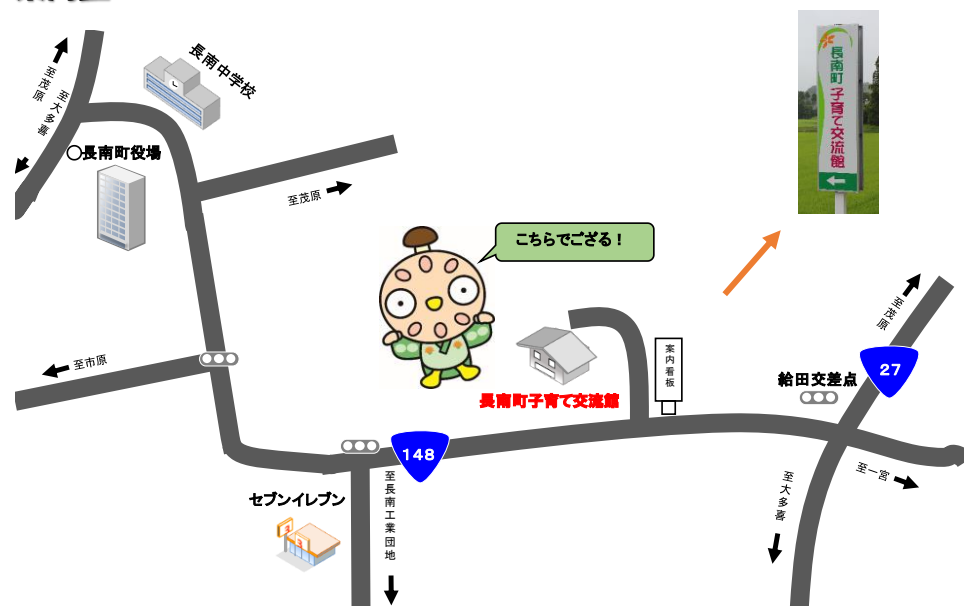 至茂原
至大多喜
長南中学校
○長南町役場
至茂原
こちらでござる！
長南町 子育て交流館
至市原
案内看板
長南町子育て交流館
至茂原
27
給田交差点
148
至一宮
至大多喜
至長南工業団地
セブンイレブン